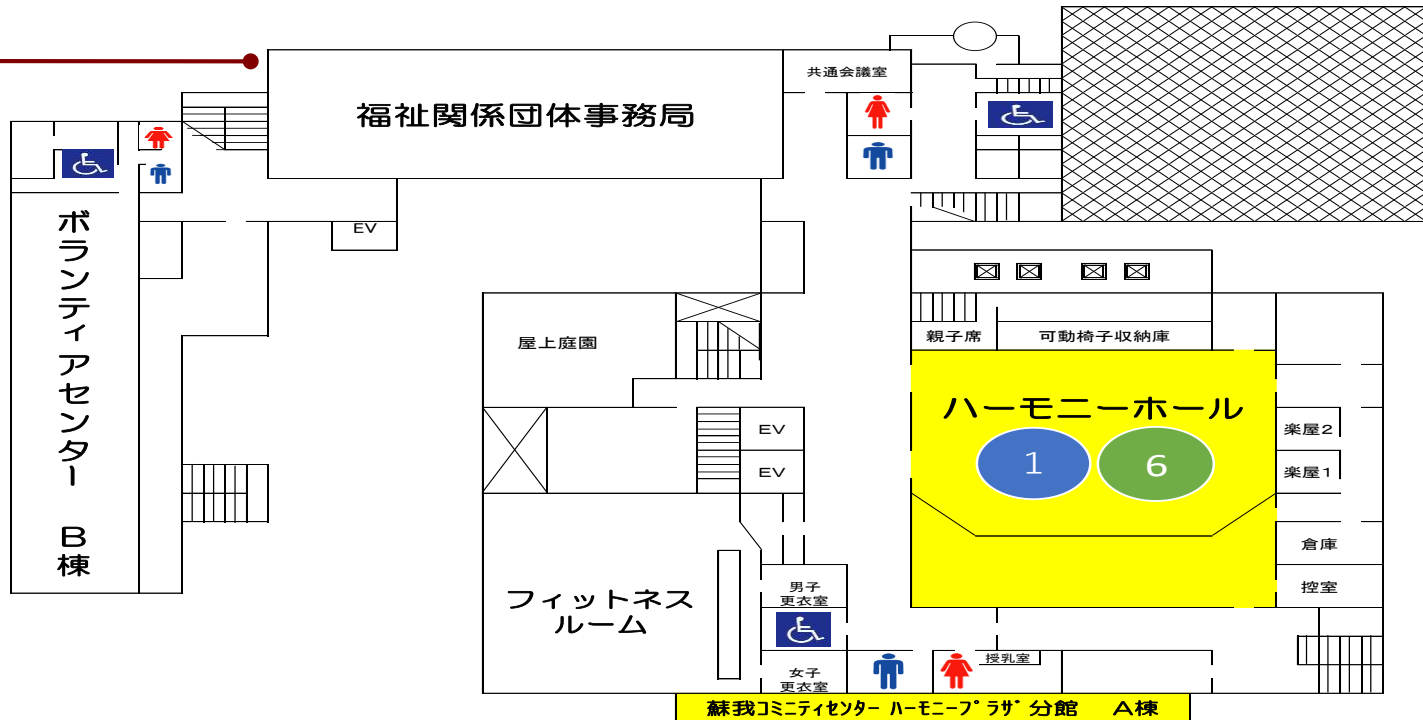 共通会議室
福祉関係団体事務局
EV
ボランティアセンター B棟
屋上庭園
親子席
可動椅子収納庫
ハーモニーホール
1
6
EV
EV
楽屋2
楽屋1
倉庫
控室
フィットネス
ルーム
男子
更衣室
女子
更衣室
授乳室
蘇我コミニティセンター ハーモニープラザ 分館 A棟